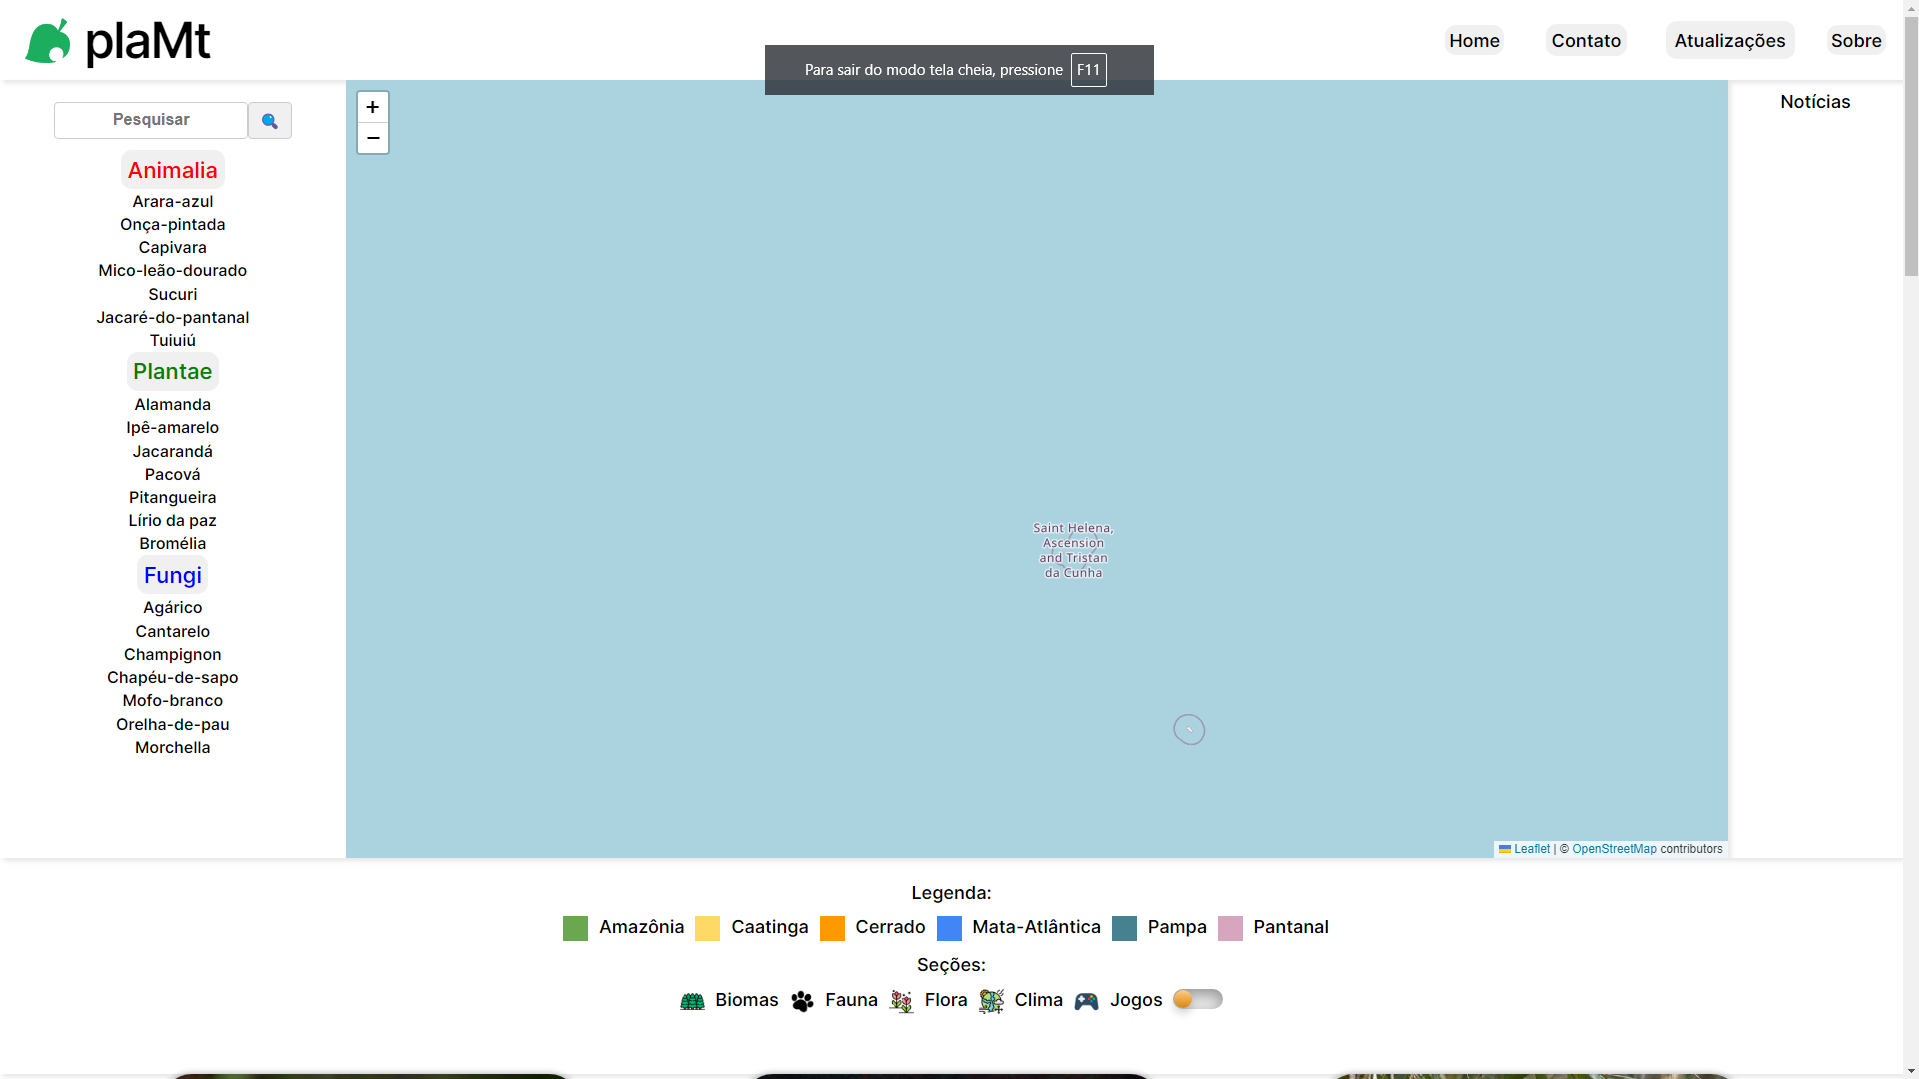 plaMt
Home
Contato
Atualizações
Sobre
Para sair do modo tela cheia, pressione F11
Pesquisar
Animalia
Arara-azul
Onça-pintada
Capivara
Mico-leão-dourado
Sucuri
Jacaré-do-pantanal
Tuiuiú
Plantae
Alamanda
Ipê-amarelo
Jacarandá
Pacová
Pitangueira
Lírio da paz
Bromélia
Fungi
Agárico
Cantarelo
Champignon
Chapéu-de-sapo
Mofo-branco
Orelha-de-pau
Morchella
+
−
Saint Helena,
Ascension
and Tristan
da Cunha
Leaflet | © OpenStreetMap contributors
Notícias
Legenda:
Amazônia Caatinga Cerrado Mata-Atlântica Pampa Pantanal
Seções:
Biomas Fauna Flora Clima Jogos